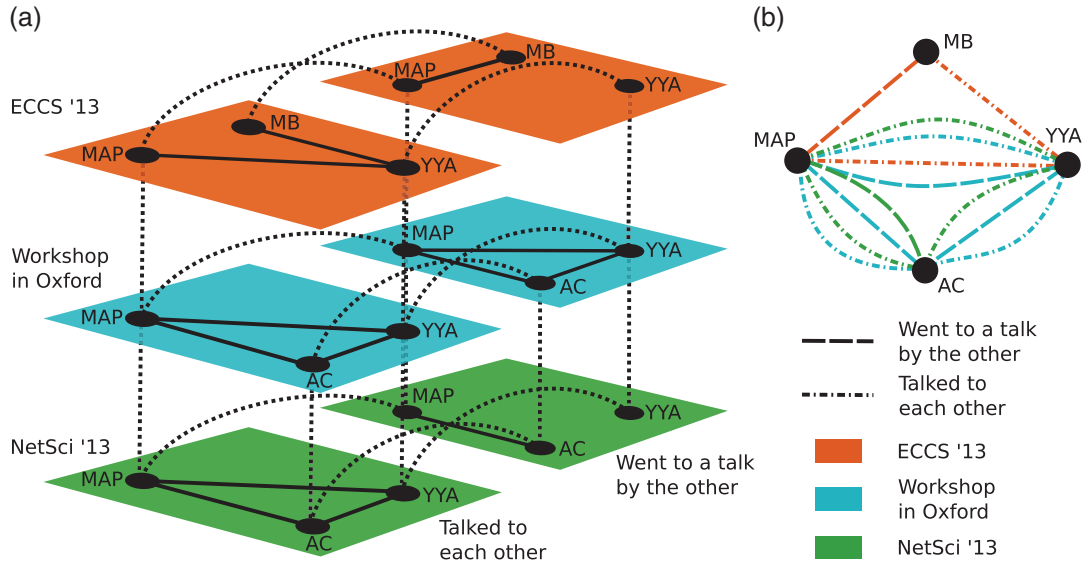 (a)
ECCS '13
MAP
MB
YYA
MAP
MB
YYA
Workshop
in Oxford
MAP
YYA
AC
MAP
YYA
AC
NetSci '13
MAP
YYA
AC
MAP
YYA
AC
Talked to
each other
Went to a talk
by the other
(b)
MB
MAP
YYA
AC
Went to a talk
by the other
Talked to
each other
ECCS '13
Workshop
in Oxford
NetSci '13